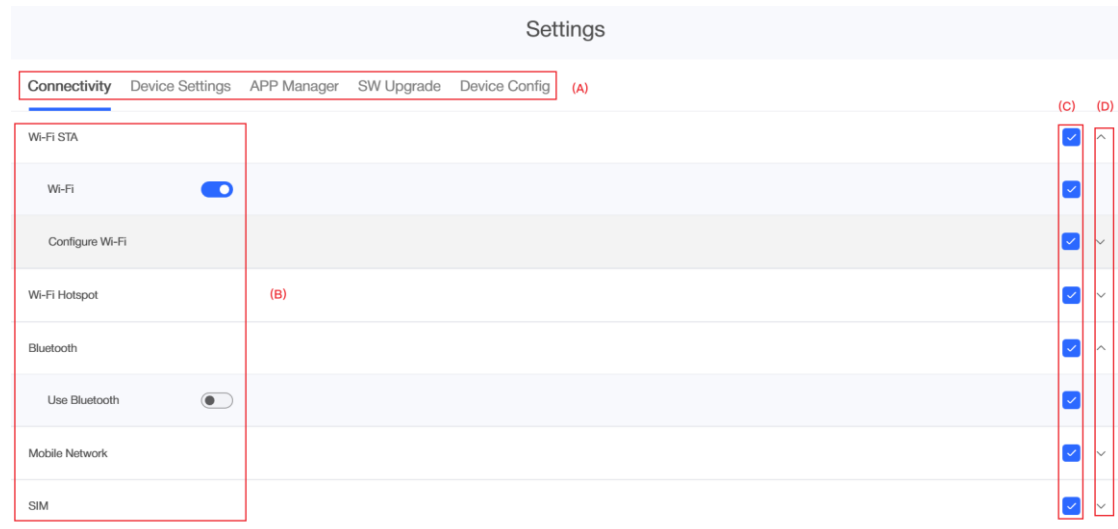 Settings
Connectivity Device Settings APP Manager SW Upgrade Device Config (A)
(C) (D)
Wi-Fi STA
Wi-Fi
Configure Wi-Fi
Wi-Fi Hotspot (B)
Bluetooth
Use Bluetooth
Mobile Network
SIM